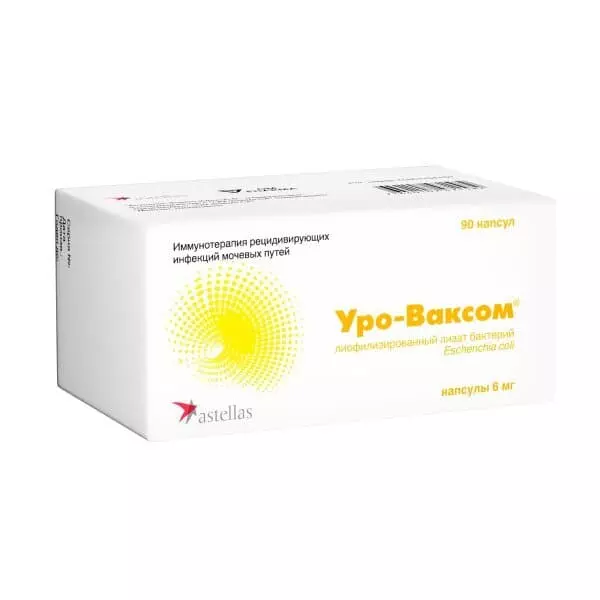 90 капсул
Иммунотерапия рецидивирующих
инфекций мочевых путей
Уро-Ваксом®
лиофилизированный лизат бактерий
Escherichia coli
капсулы 6 мг
astellas